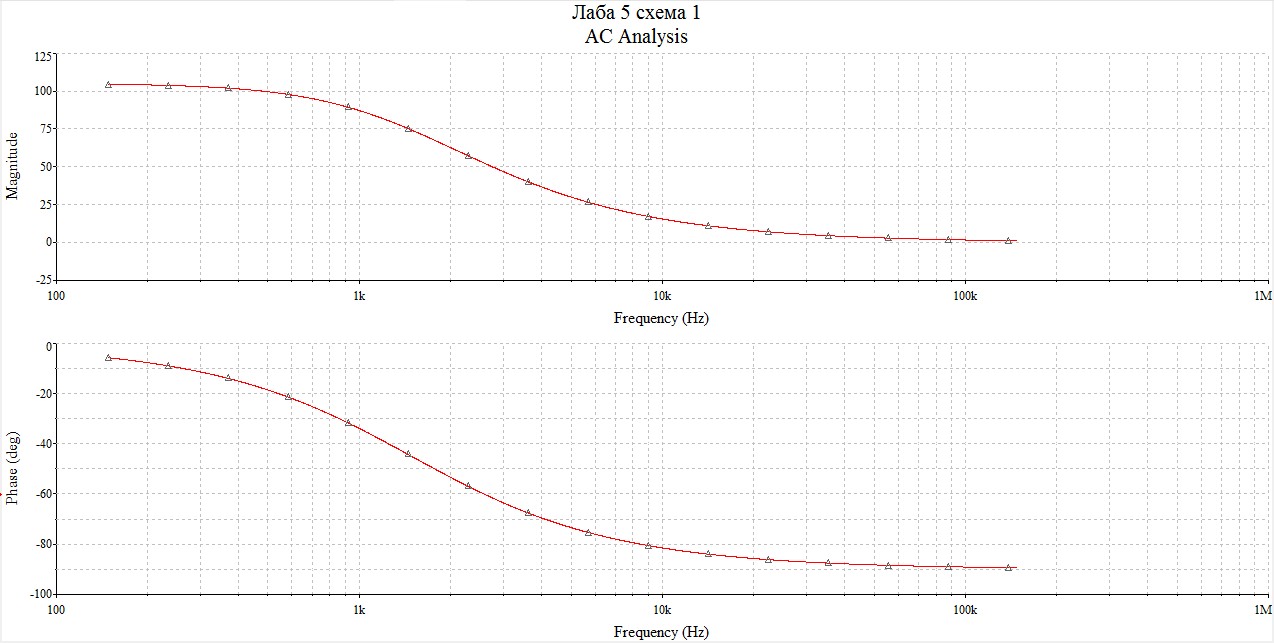 Лаба 5 схема 1
AC Analysis
125
100
75
50
25
0
-25
Magnitude
100 1k 10k 100k 1M
Frequency (Hz)
0
-20
-40
-60
-80
-100
Phase (deg)
100 1k 10k 100k 1M
Frequency (Hz)